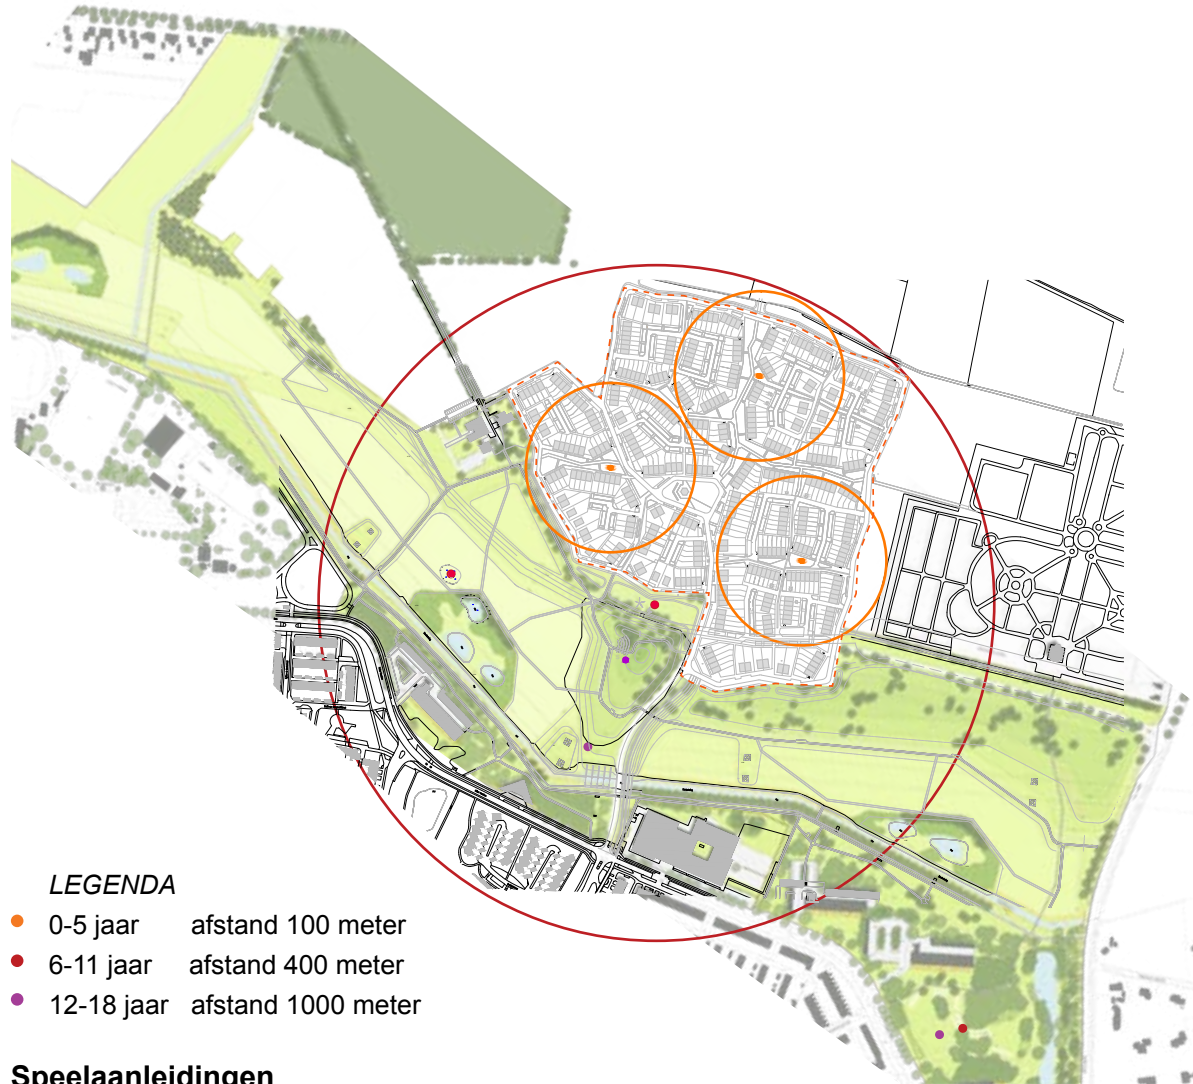 LEGENDA
0-5 jaar afstand 100 meter
6-11 jaar afstand 400 meter
12-18 jaar afstand 1000 meter
Speelaanleidingen